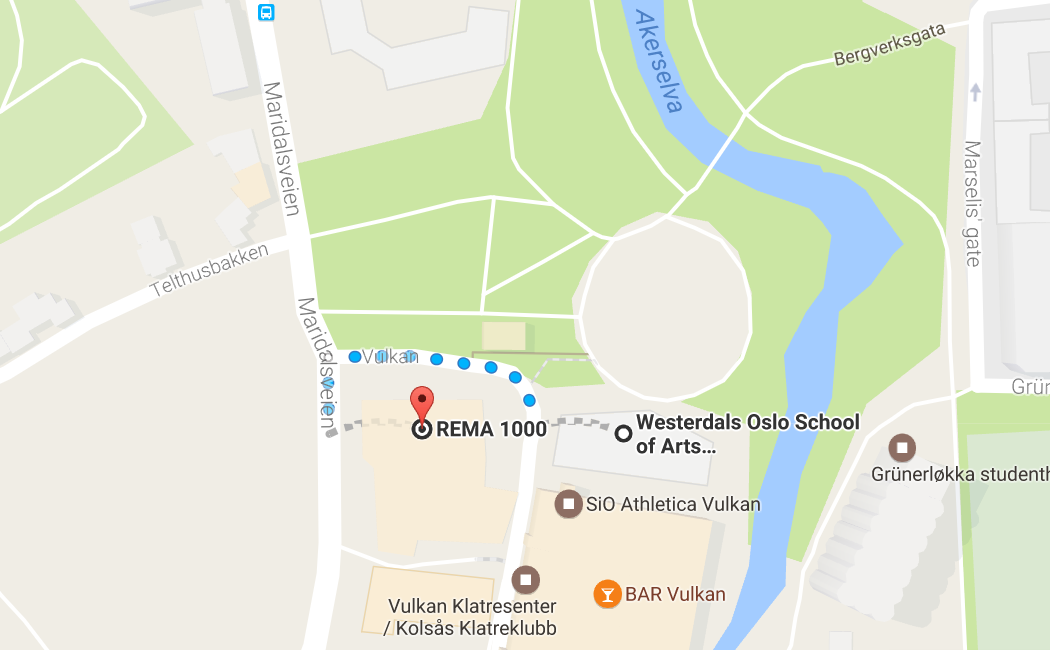 Akerselva
Bergverksgata
Maridalsveien
Marselis' gate
Telthusbakken
Maridalsveien
Vulkan
REMA 1000
Westerdals Oslo School
of Arts...
Grün
Grünerløkka studenth
SiO Athletica Vulkan
BAR Vulkan
Vulkan Klatresenter
/ Kolsås Klatreklubb